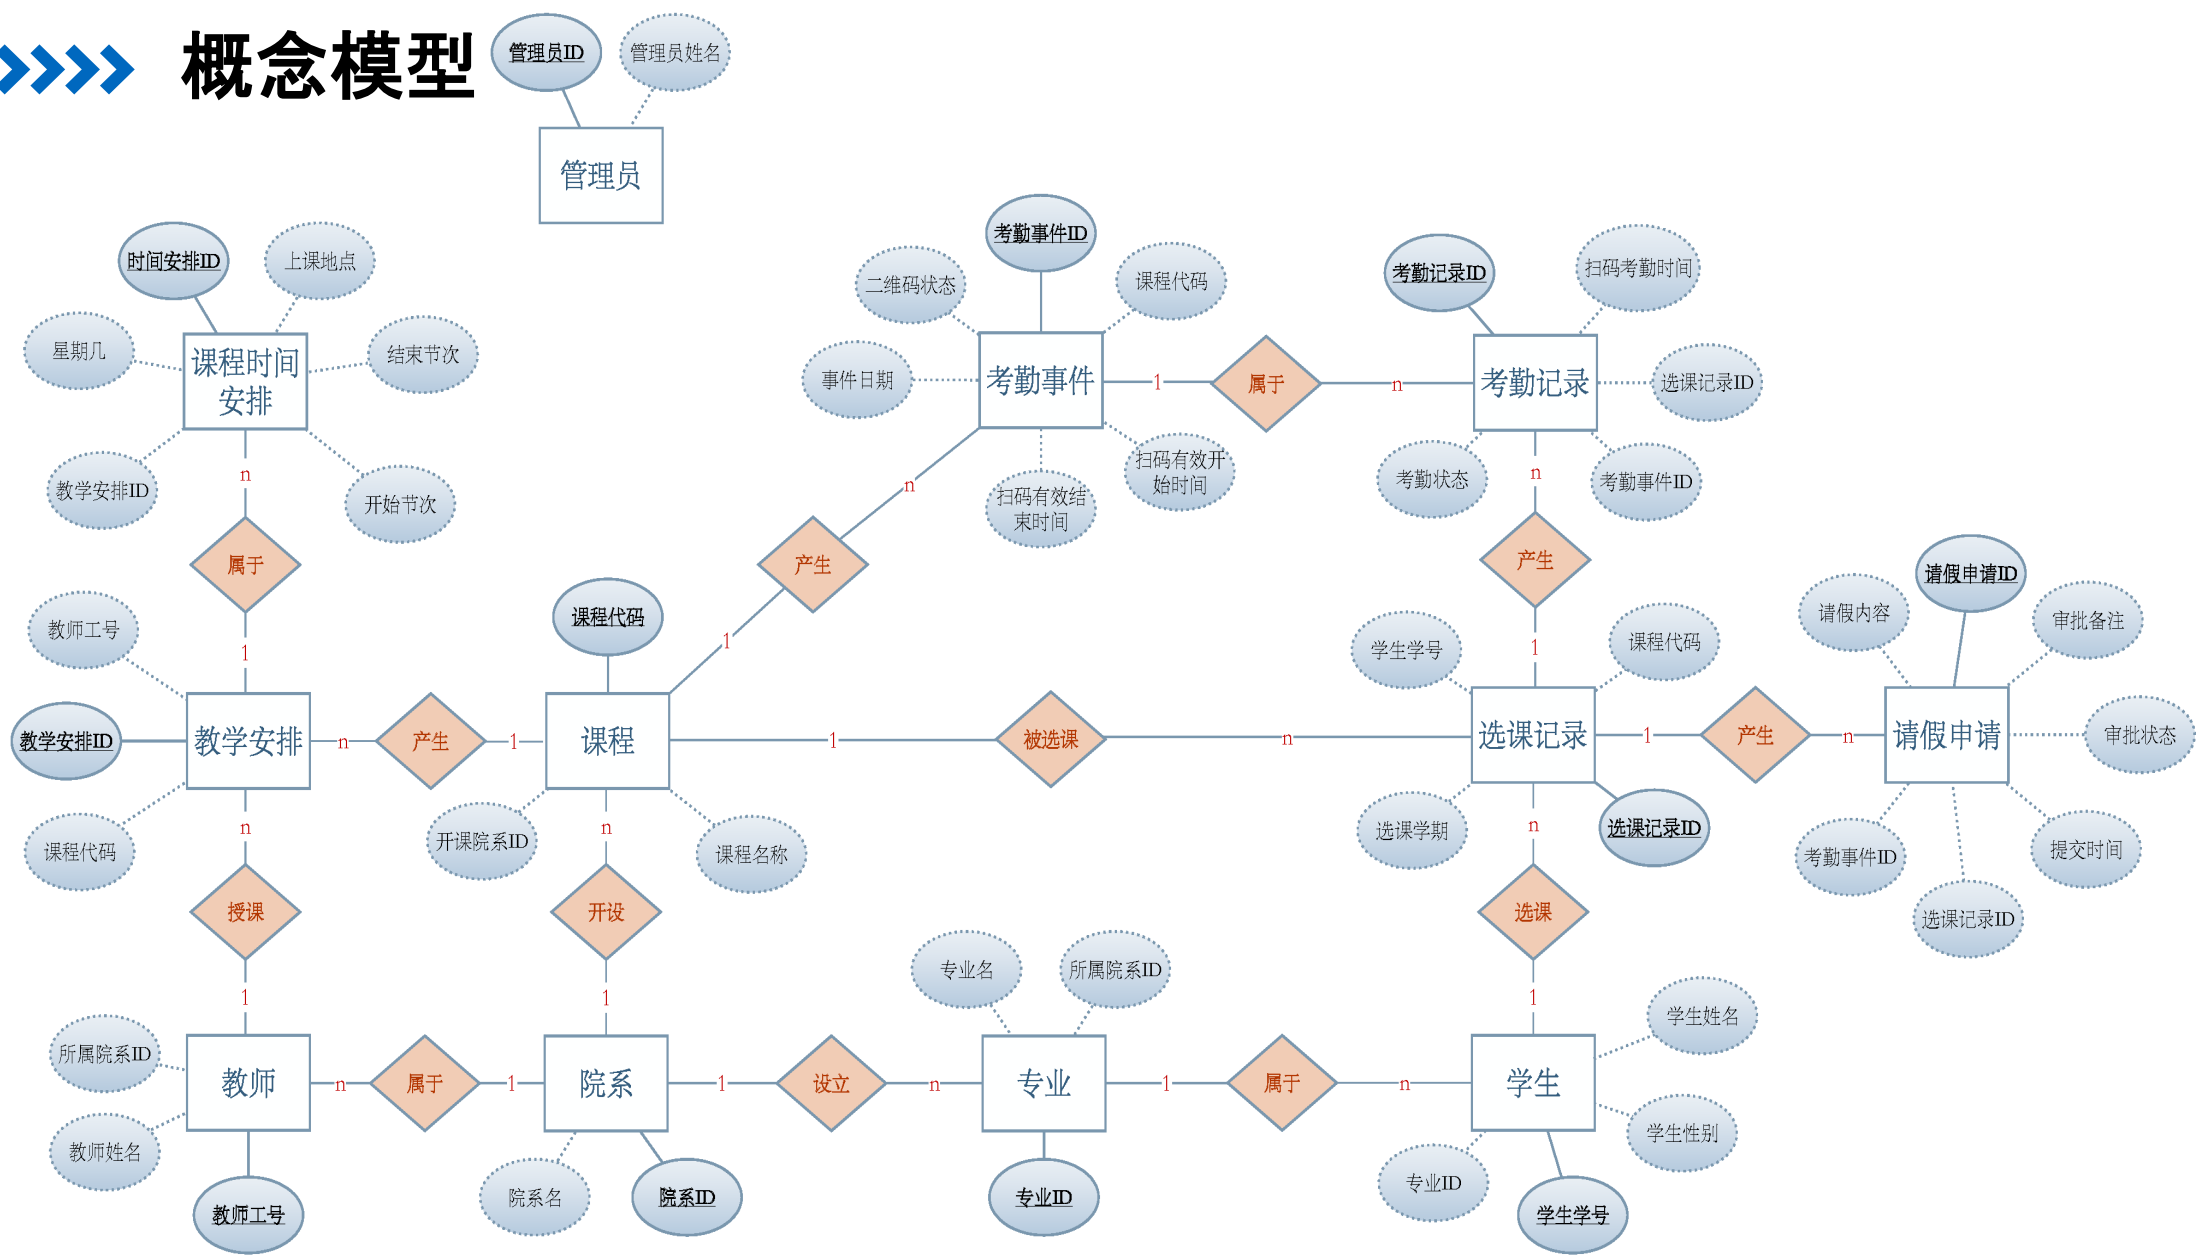 概念模型
管理员ID
管理员姓名
管理员
时间安排ID
上课地点
星期几
结束节次
课程时间
安排
教学安排ID
开始节次
n
属于
1
考勤事件ID
二维码状态
课程代码
事件日期
考勤事件
扫码有效开
始时间
扫码有效结
束时间
1
属于
n
考勤记录ID
扫码考勤时间
考勤记录
选课记录ID
考勤状态
考勤事件ID
n
产生
1
n
产生
1
教师工号
教学安排ID
教学安排
课程代码
n
产生
1
课程代码
课程
开课院系ID
课程名称
1
被选课
n
学生学号
课程代码
选课记录
选课学期
选课记录ID
1
产生
n
请假内容
请假申请ID
审批备注
请假申请
审批状态
考勤事件ID
选课记录ID
提交时间
n
授课
1
n
开设
1
n
选课
1
所属院系ID
教师
教师姓名
教师工号
n
属于
1
院系
院系名
院系ID
1
设立
n
专业名
所属院系ID
专业
专业ID
1
属于
n
学生姓名
学生
学生性别
专业ID
学生学号